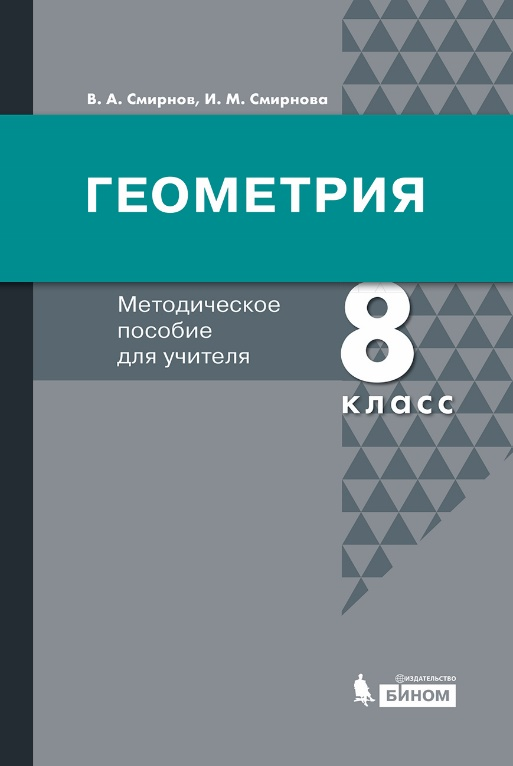 В. А. Смирнов, И. М. Смирнова
ГЕОМЕТРИЯ
Методическое
пособие
для учителя
8
класс
ИЗДАТЕЛЬСТВО
БИНОМ